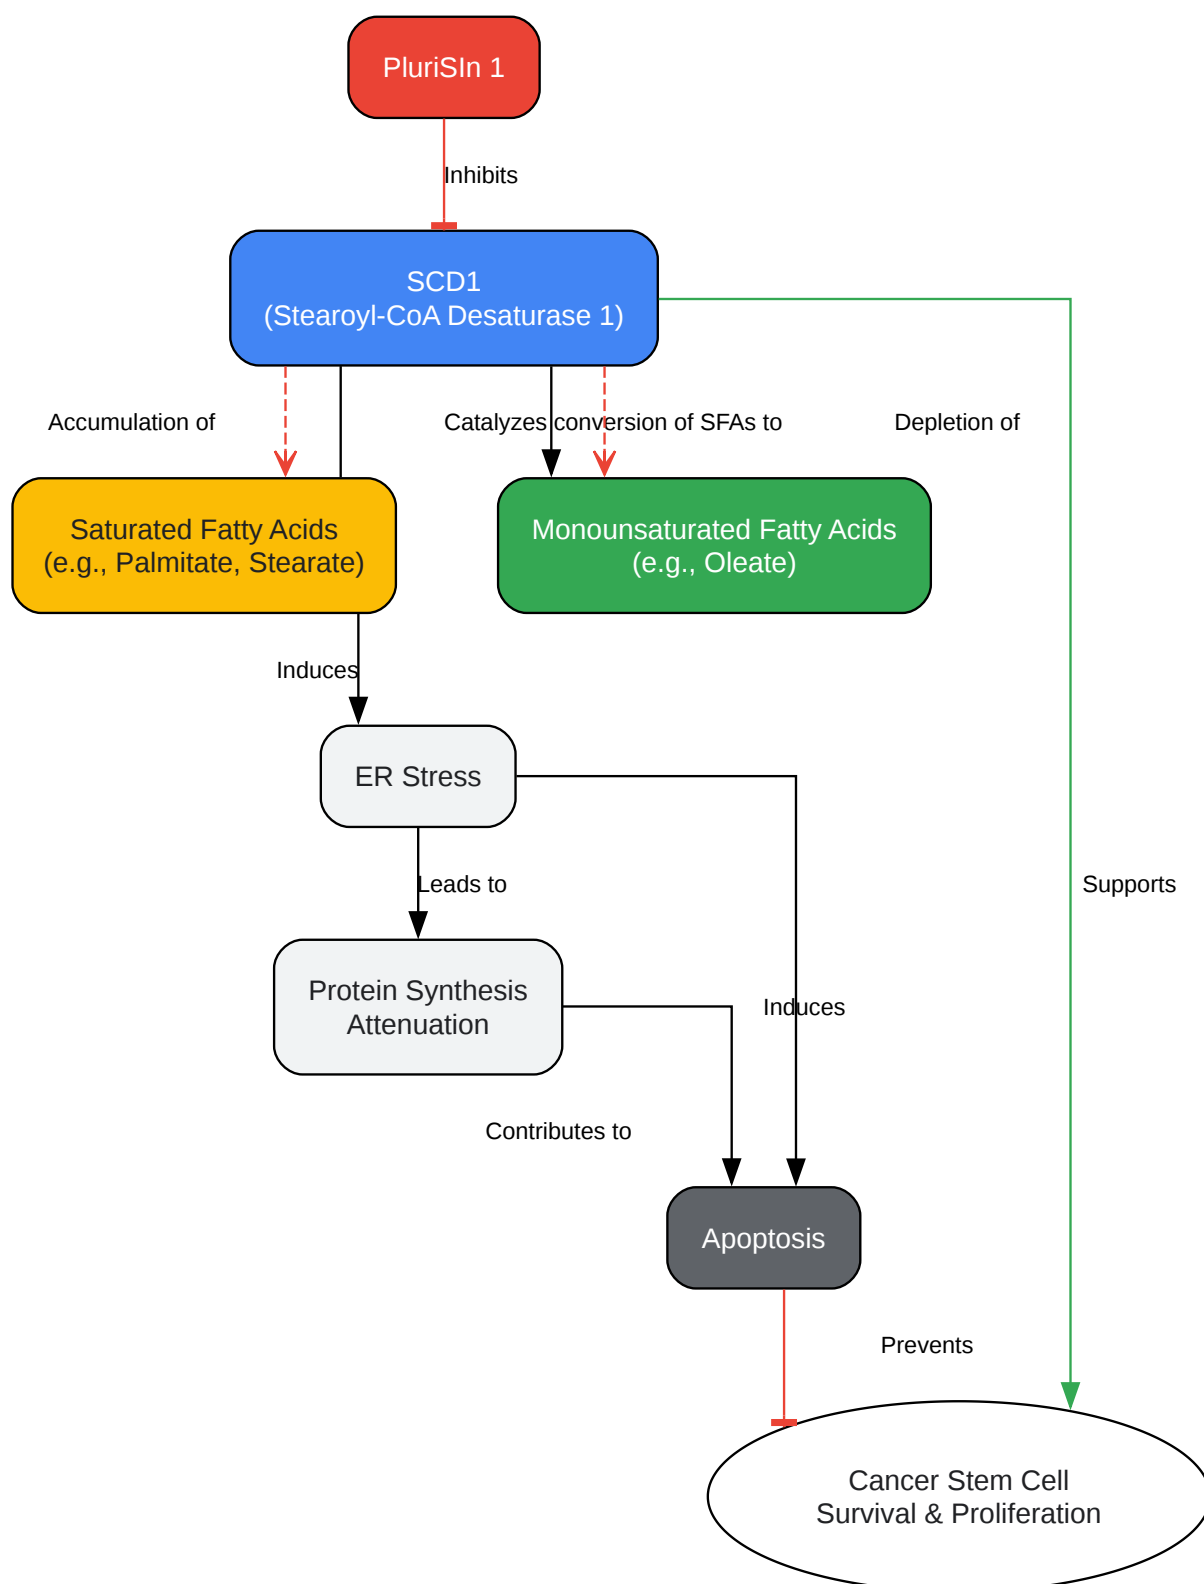 PluriSIn 1
Inhibits
SCD1
(Stearoyl-CoA Desaturase 1)
Accumulation of
Catalyzes conversion of SFAs to
Depletion of
Saturated Fatty Acids
(e.g., Palmitate, Stearate)
Monounsaturated Fatty Acids
(e.g., Oleate)
Induces
ER Stress
Leads to
Supports
Protein Synthesis
Attenuation
Induces
Contributes to
Apoptosis
Prevents
Cancer Stem Cell
Survival & Proliferation